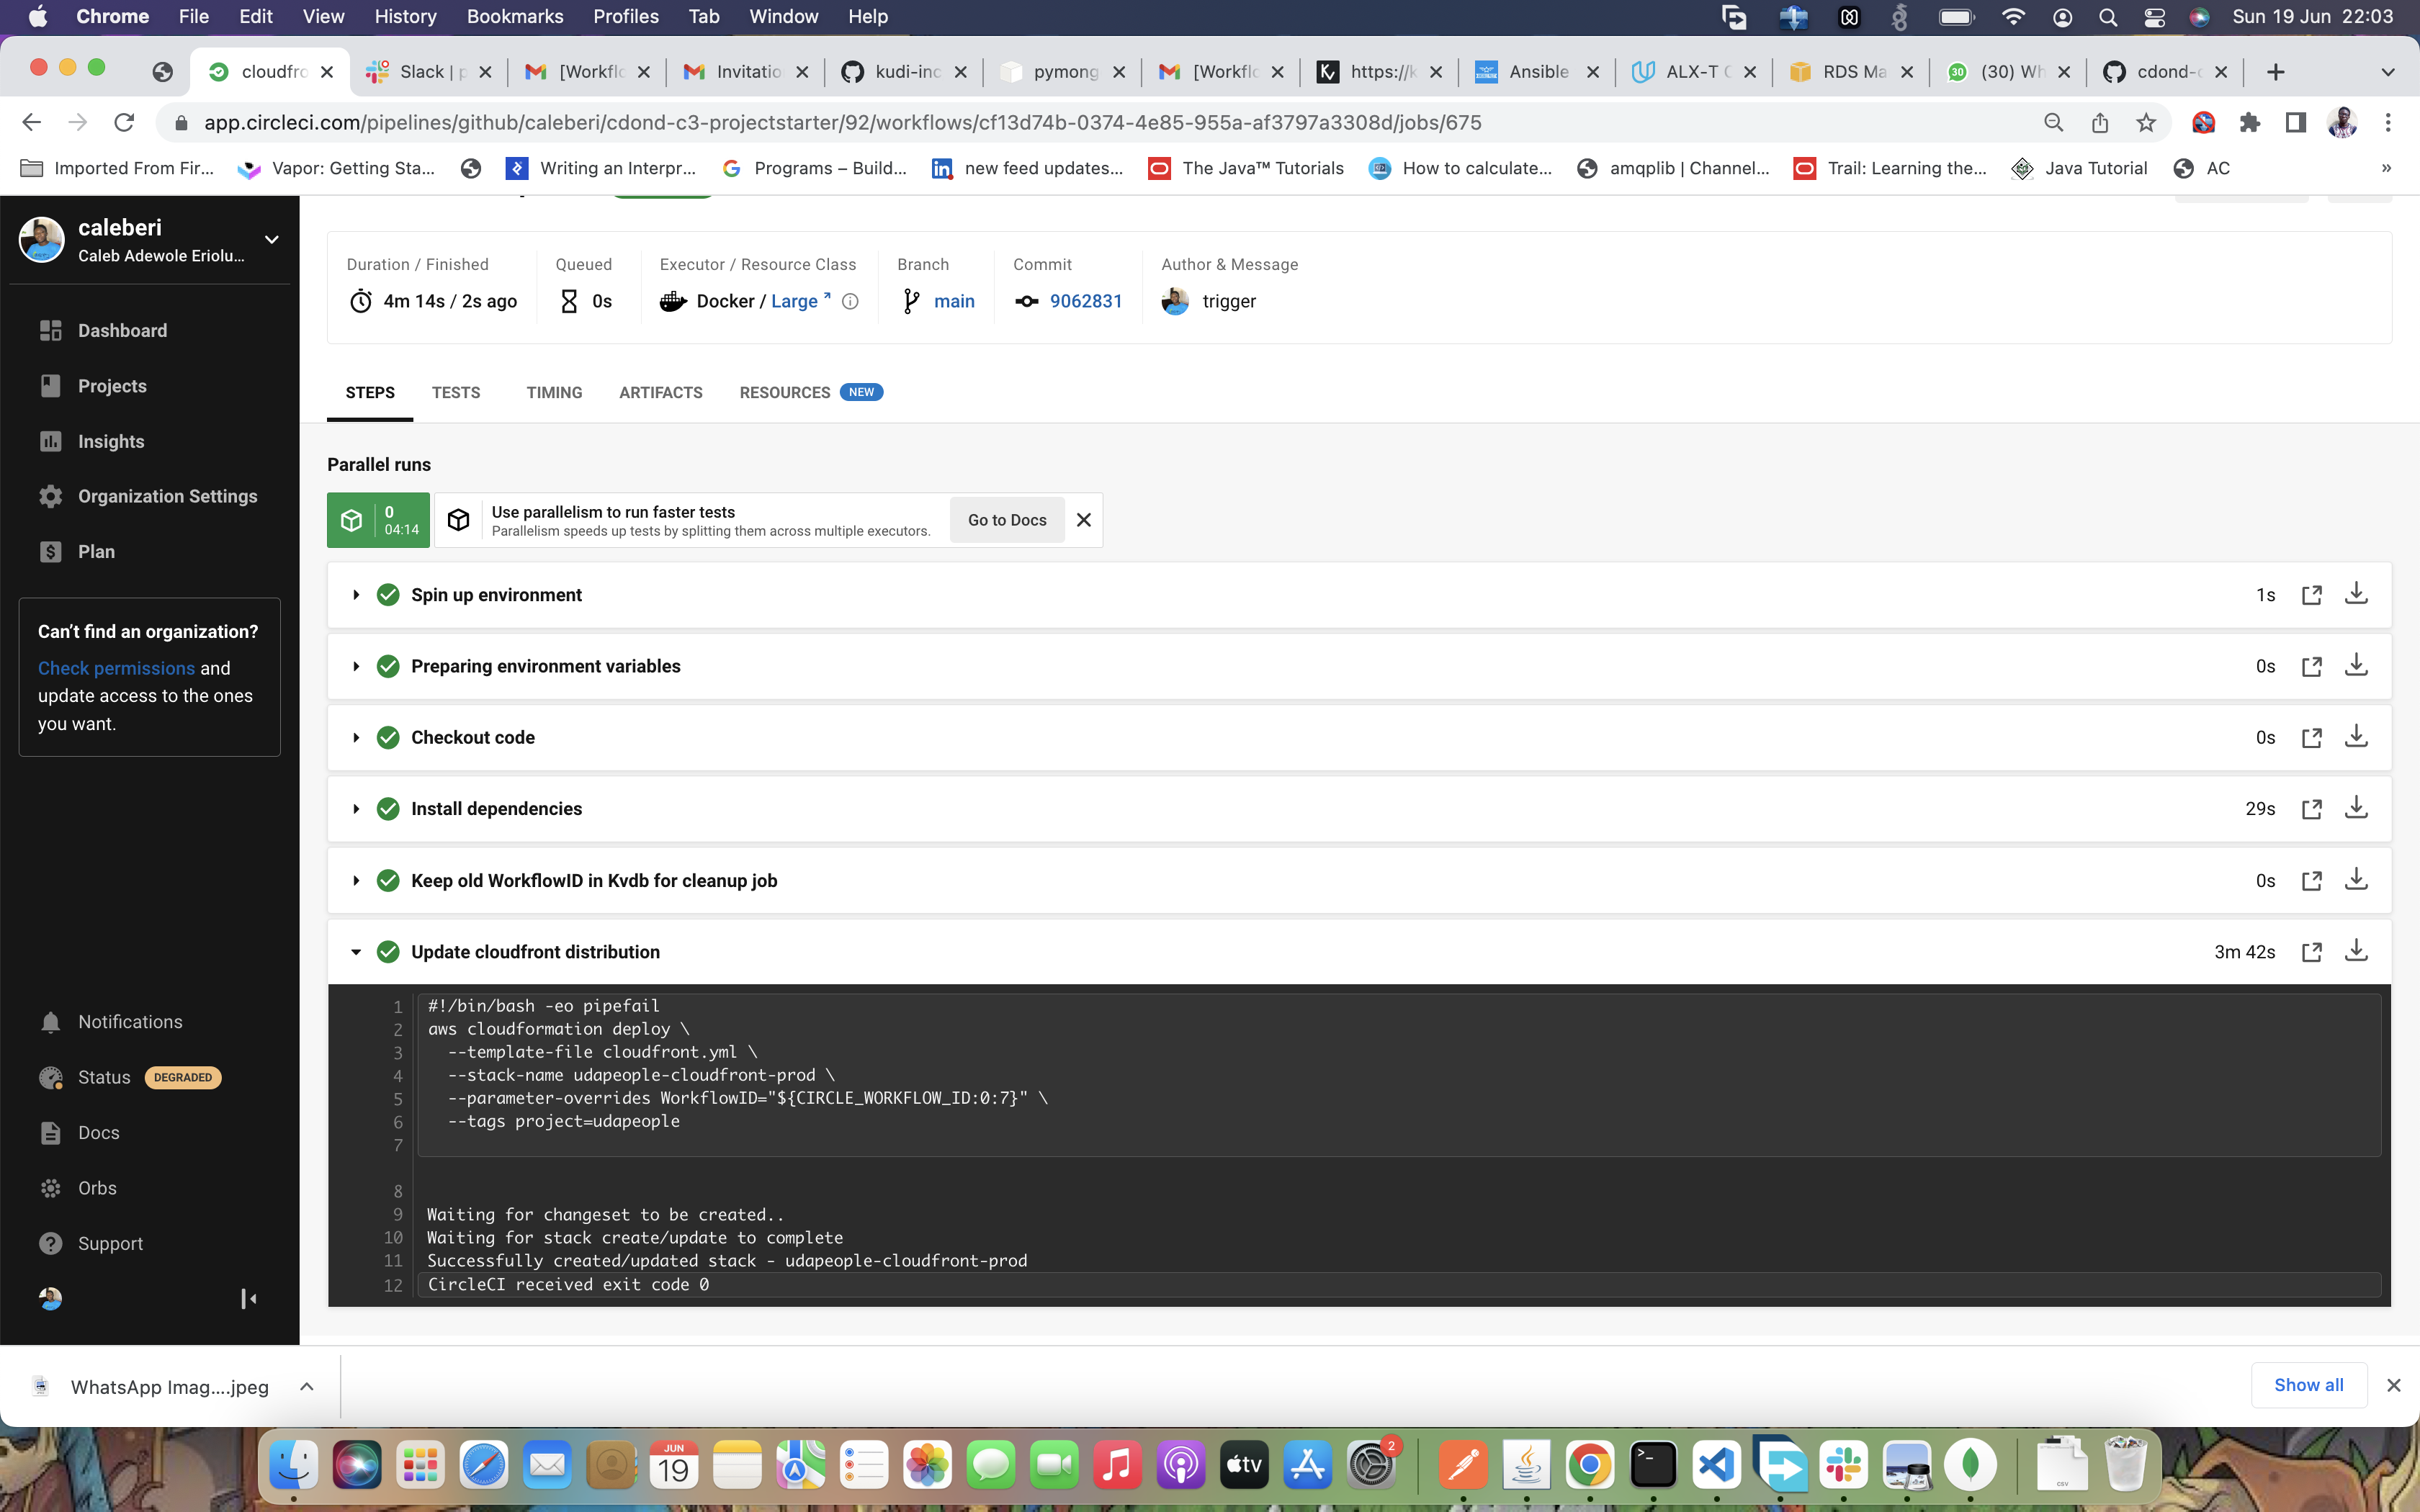 Chrome File Edit View History Bookmarks Profiles Tab Window Help Sun 19 Jun 22:03
cloudfro Slack | p [Workflo Invitatio kudi-inc pymong [Workflo https://k Ansible ALX-T C RDS Ma 30 (30) Wh cdond-c
app.circleci.com/pipelines/github/caleberi/cdond-c3-projectstarter/92/workflows/cf13d74b-0374-4e85-955a-af3797a3308d/jobs/675
Imported From Fir... Vapor: Getting Sta... Writing an Interpr... Programs – Build... new feed updates... The Java™ Tutorials How to calculate... amqplib | Channel... Trail: Learning the... Java Tutorial AC »
caleberi
Caleb Adewole Eriolu...
Dashboard
Projects
Insights
Organization Settings
Plan
Can't find an organization?
Check permissions and
update access to the ones
you want.
Notifications
Status DEGRADED
Docs
Orbs
Support
Duration / Finished Queued Executor / Resource Class Branch Commit Author & Message
4m 14s / 2s ago 0s Docker / Large main 9062831 trigger
STEPS TESTS TIMING ARTIFACTS RESOURCES NEW
Parallel runs
0
04:14
Use parallelism to run faster tests
Parallelism speeds up tests by splitting them across multiple executors.
Go to Docs
Spin up environment 1s
Preparing environment variables 0s
Checkout code 0s
Install dependencies 29s
Keep old WorkflowID in Kvdb for cleanup job 0s
Update cloudfront distribution 3m 42s
1 #!/bin/bash -eo pipefail
2 aws cloudformation deploy \
3 --template-file cloudfront.yml \
4 --stack-name udapeople-cloudfront-prod \
5 --parameter-overrides WorkflowID="${CIRCLE_WORKFLOW_ID:0:7}" \
6 --tags project=udapeople
7
8
9 Waiting for changeset to be created..
10 Waiting for stack create/update to complete
11 Successfully created/updated stack - udapeople-cloudfront-prod
12 CircleCI received exit code 0
WhatsApp Imag....jpeg
Show all
JUN
19
tv
2
CSV